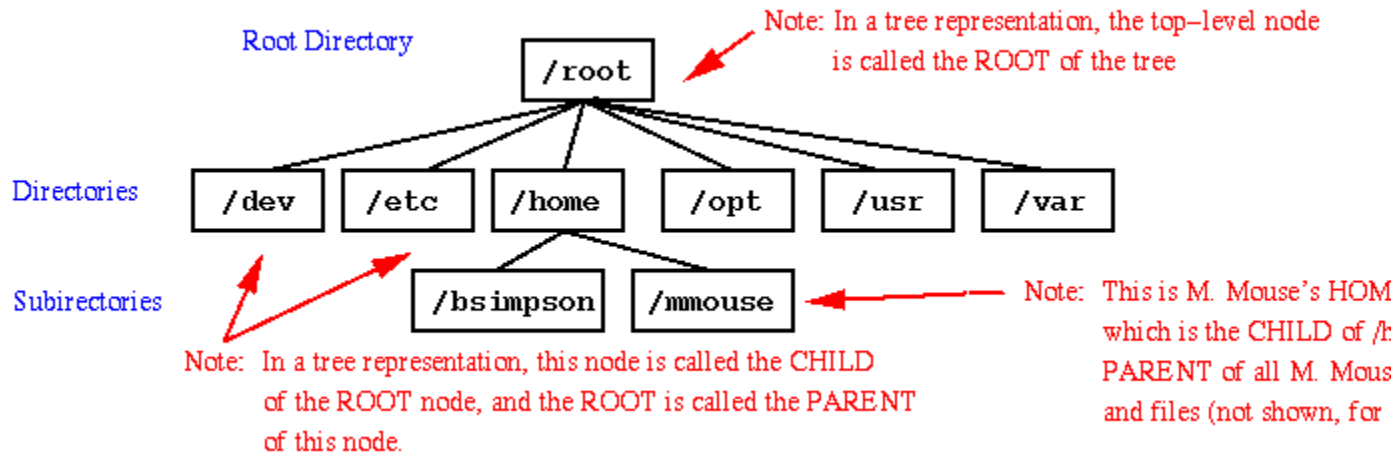 Root Directory
Note: In a tree representation, the top-level node
is called the ROOT of the tree
/root
Directories
/dev /etc /home /opt /usr /var
Subirectories
/bsimpson /mmouse
Note: This is M. Mouse's
which is the CHILD of
PARENT of all M.
and files (not shown, for
Note: In a tree representation, this node is called the CHILD
of the ROOT node, and the ROOT is called the PARENT
of this node.